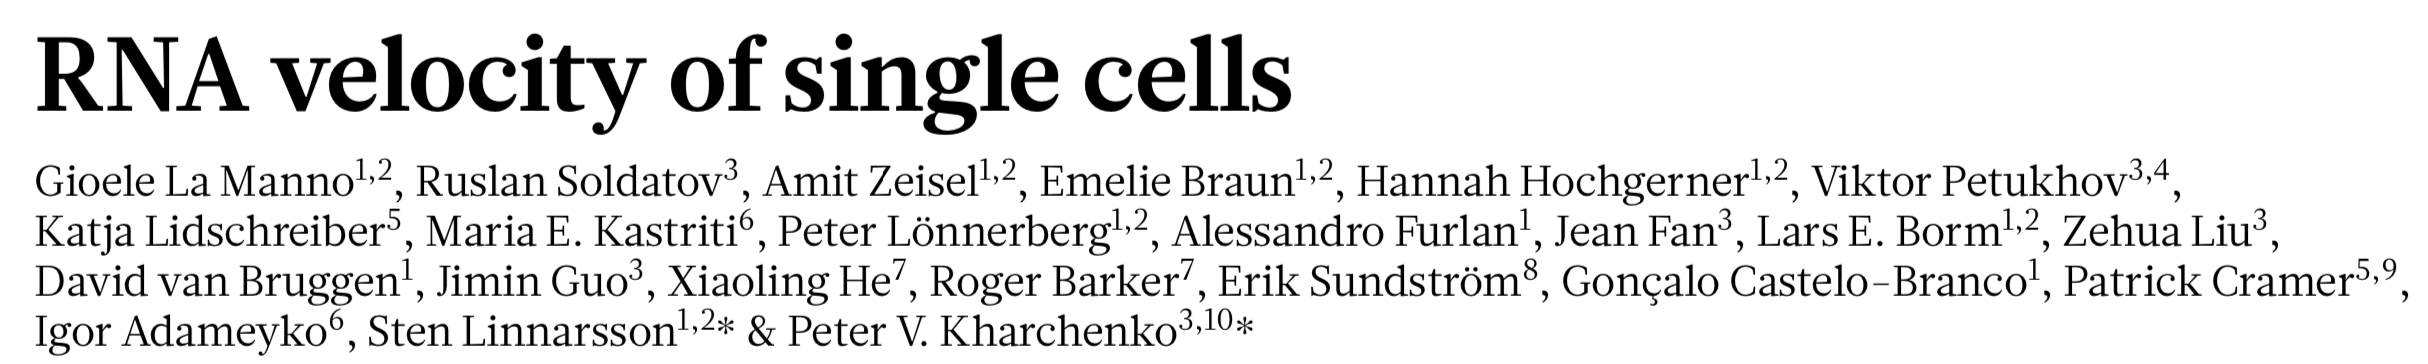 RNA velocity of single cells
Gioele La Manno1,2, Ruslan Soldatov3, Amit Zeisel1,2, Emelie Braun1,2, Hannah Hochgerner1,2, Viktor Petukhov3,4,
Katja Lidschreiber5, Maria E. Kastriti6, Peter Lönnerberg1,2, Alessandro Furlan1, Jean Fan3, Lars E. Borm1,2, Zehua Liu3,
David van Bruggen1, Jimin Guo3, Xiaoling He7, Roger Barker7, Erik Sundström8, Gonçalo Castelo-Branco1, Patrick Cramer5,9,
Igor Adameyko6, Sten Linnarsson1,2* & Peter V. Kharchenko3,10*